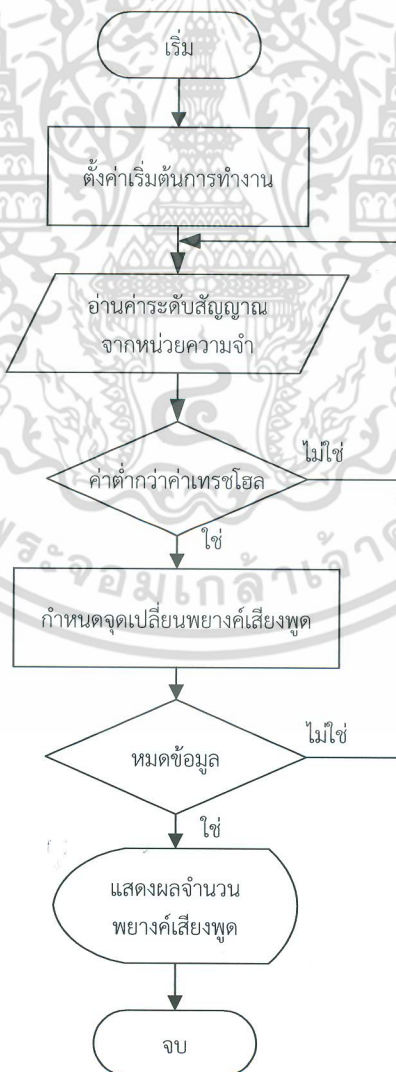 เริ่ม
ตั้งค่าเริ่มต้นการทำงาน
อ่านค่าระดับสัญญาณ
จากหน่วยความจำ
ไม่ใช่
ค่าต่ำกว่าค่าเทรชโฮล
ใช่
กำหนดจุดเปลี่ยนพยางค์เสียงพูด
ไม่ใช่
หมดข้อมูล
ใช่
แสดงผลจำนวน
พยางค์เสียงพูด
จบ